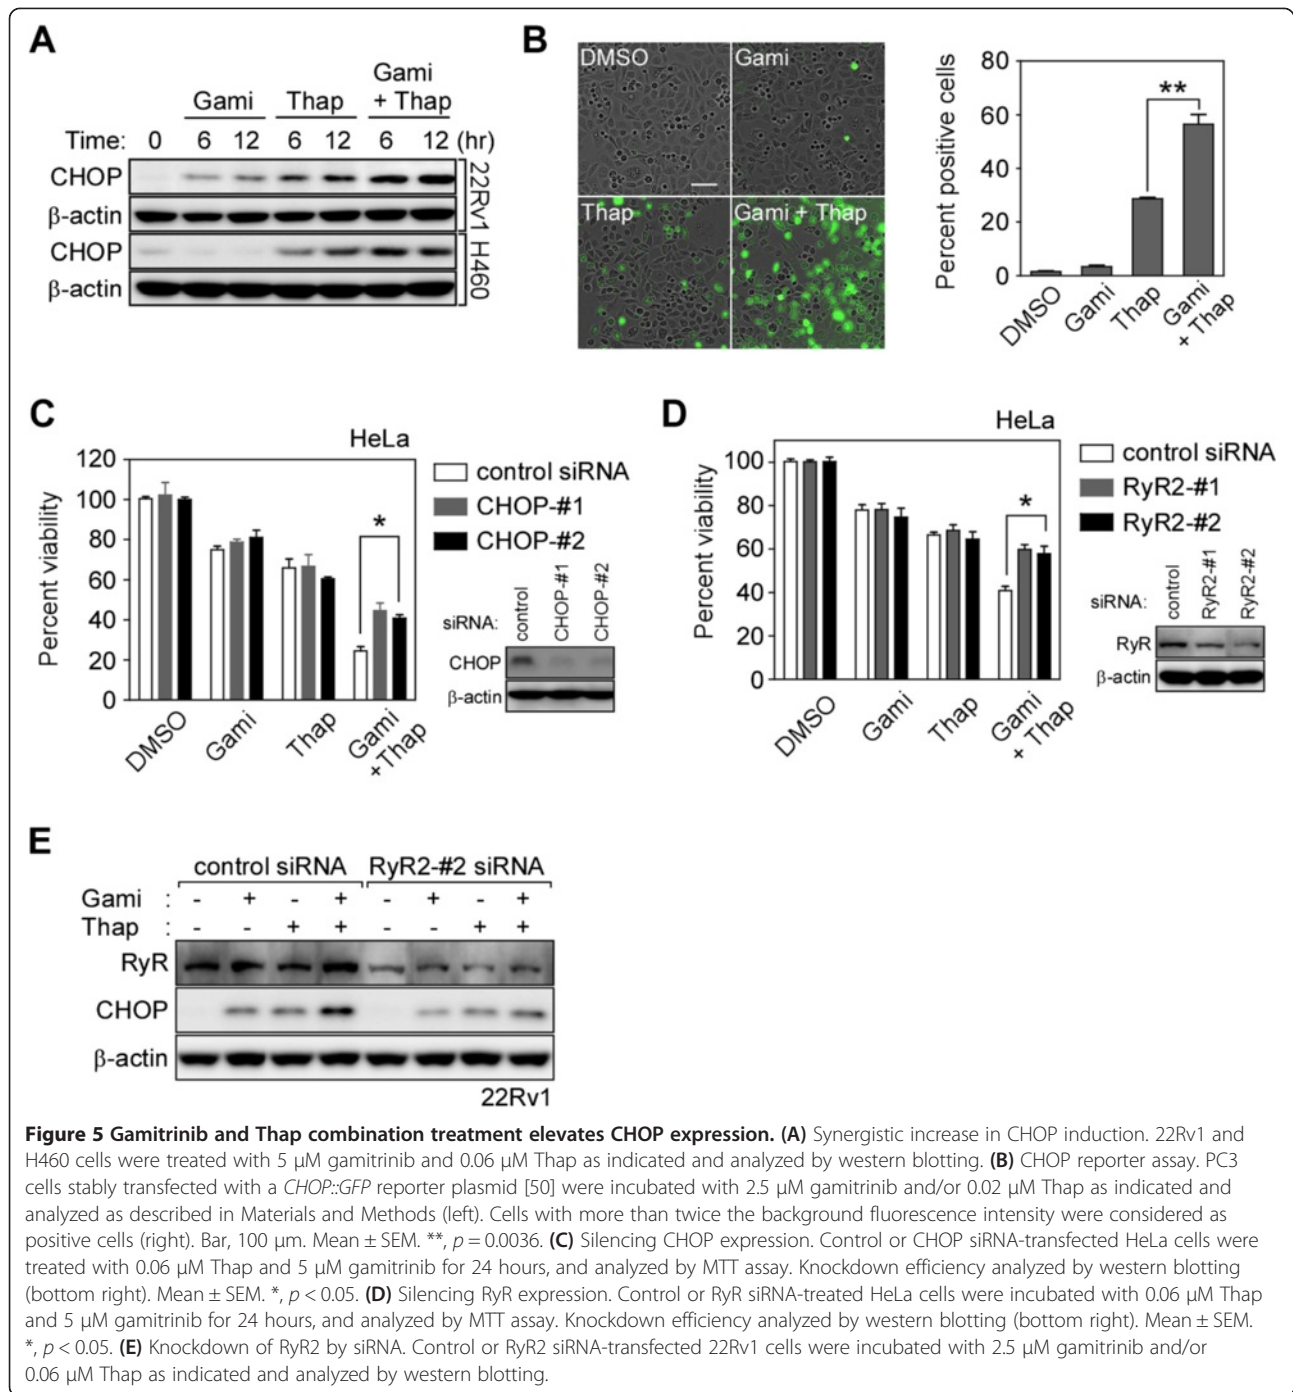 A
Gami Thap Gami + Thap
Time: 0 6 12 6 12 6 12 (hr)
CHOP
β-actin
22Rv1
CHOP
β-actin
H460
B
DMSO Gami
Thap Gami + Thap
Percent positive cells
80
60
40
20
0
**
DMSO
Gami
Thap
Gami + Thap
C
HeLa
Percent viability
120
100
80
60
40
20
0
*
DMSO
Gami
Thap
Gami +Thap
control siRNA
CHOP-#1
CHOP-#2
siRNA: control CHOP-#1 CHOP-#2
CHOP
β-actin
D
HeLa
Percent viability
100
80
60
40
20
0
*
DMSO
Gami
Thap
Gami + Thap
control siRNA
RyR2-#1
RyR2-#2
siRNA: control RyR2-#1 RyR2-#2
RyR
β-actin
E
control siRNA RyR2-#2 siRNA
Gami : - + - + - + - +
Thap : - - + + - - + +
RyR
CHOP
β-actin
22Rv1
Figure 5 Gamitrinib and Thap combination treatment elevates CHOP expression. (A) Synergistic increase in CHOP induction. 22Rv1 and
H460 cells were treated with 5 μM gamitrinib and 0.06 μM Thap as indicated and analyzed by western blotting. (B) CHOP reporter assay. PC3
cells stably transfected with a CHOP::GFP reporter plasmid [50] were incubated with 2.5 μM gamitrinib and/or 0.02 μM Thap as indicated and
analyzed as described in Materials and Methods (left). Cells with more than twice the background fluorescence intensity were considered as
positive cells (right). Bar, 100 μm. Mean ± SEM. **, p = 0.0036. (C) Silencing CHOP expression. Control or CHOP siRNA-transfected HeLa cells were
treated with 0.06 μM Thap and 5 μM gamitrinib for 24 hours, and analyzed by MTT assay. Knockdown efficiency analyzed by western blotting
(bottom right). Mean ± SEM. *, p < 0.05. (D) Silencing RyR expression. Control or RyR siRNA-treated HeLa cells were incubated with 0.06 μM Thap
and 5 μM gamitrinib for 24 hours, and analyzed by MTT assay. Knockdown efficiency analyzed by western blotting (bottom right). Mean ± SEM.
*, p < 0.05. (E) Knockdown of RyR2 by siRNA. Control or RyR2 siRNA-transfected 22Rv1 cells were incubated with 2.5 μM gamitrinib and/or
0.06 μM Thap as indicated and analyzed by western blotting.